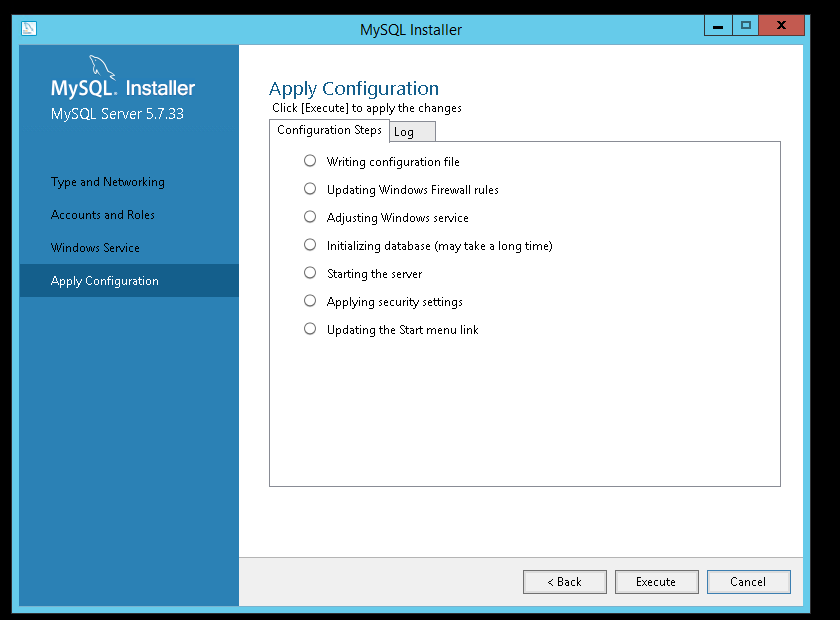 MySQL Installer
MySQL. Installer
MySQL Server 5.7.33
Type and Networking
Accounts and Roles
Windows Service
Apply Configuration
Apply Configuration
Click [Execute] to apply the changes
Configuration Steps
Log
Writing configuration file
Updating Windows Firewall rules
Adjusting Windows service
Initializing database (may take a long time)
Starting the server
Applying security settings
Updating the Start menu link
< Back
Execute
Cancel